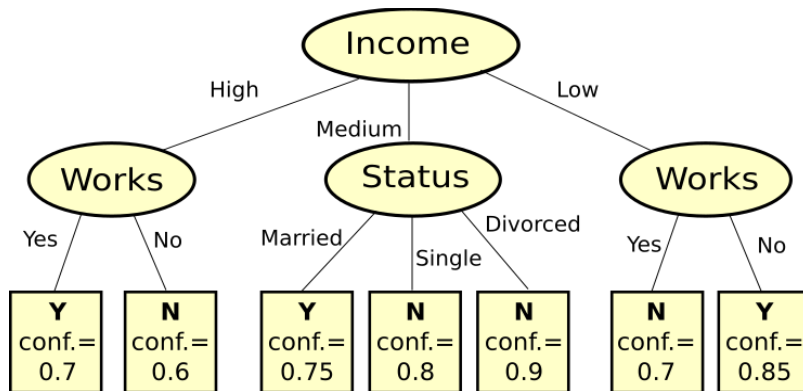 Income
High
Medium
Low
Works
Status
Works
Yes
No
Married
Single
Divorced
Yes
No
Y
conf.=
0.7
N
conf.=
0.6
Y
conf.=
0.75
N
conf.=
0.8
N
conf.=
0.9
N
conf.=
0.7
Y
conf.=
0.85